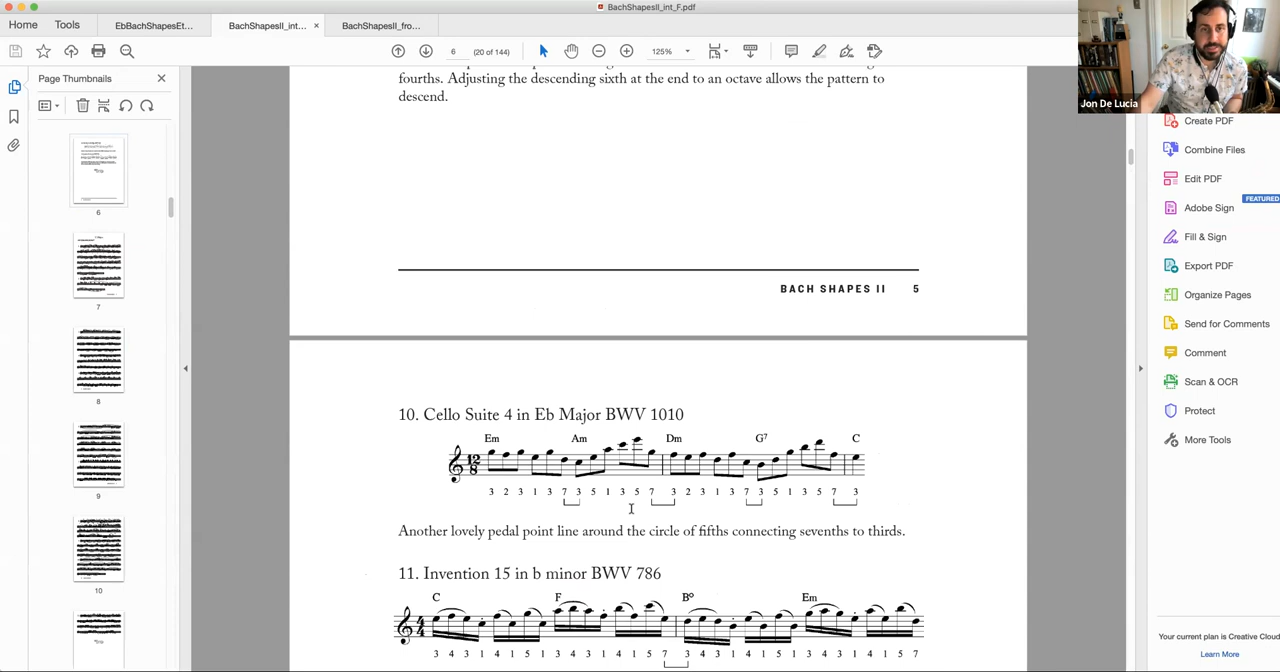 BachShapesII_int_F.pdf
Home
Tools
EbBachShapesEt...
BachShapesII_int...
BachShapesII_fro...
6
(20 of 144)
125%
Jon De Lucia
Page Thumbnails
6
7
8
9
10
fourths. Adjusting the descending sixth at the end to an octave allows the pattern to
descend.
BACH SHAPES II 5
10. Cello Suite 4 in Eb Major BWV 1010
Em Am Dm G7 C
12
8
3 2 3 1 3 7 3 5 1 3 5 7 3 2 3 1 3 7 3 5 1 3 5 7 3
Another lovely pedagogical line around the circle of fifths connecting sevenths to thirds.
11. Invention 15 in b minor BWV 786
C F Bº Em
4
4
3 4 3 1 4 1 5 1 3 4 3 1 4 1 5 7 3 4 3 1 4 1 5 1 3 4 3 1 4 1 5 7
Create PDF
Combine Files
Edit PDF
FEATURED
Adobe Sign
Fill & Sign
Export PDF
Organize Pages
Send for Comments
Comment
Scan & OCR
Protect
More Tools
Your current plan is Creative Cloud
Learn More